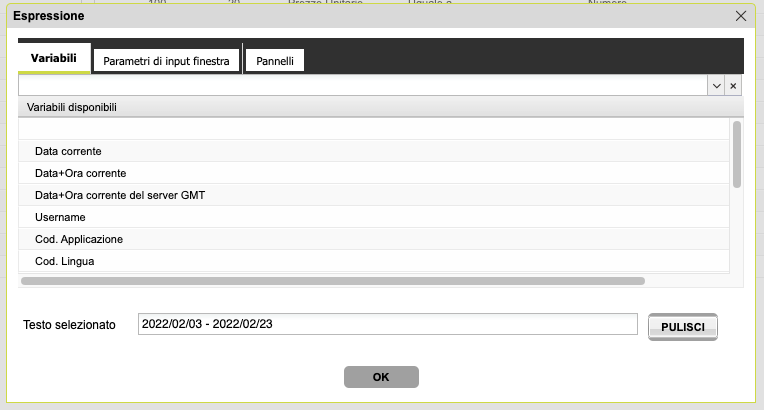 Espressione
Variabili
Parametri di input finestra
Pannelli
Variabili disponibili
Data corrente
Data+Ora corrente
Data+Ora corrente del server GMT
Username
Cod. Applicazione
Cod. Lingua
Testo selezionato
2022/02/03 - 2022/02/23
PULISCI
OK